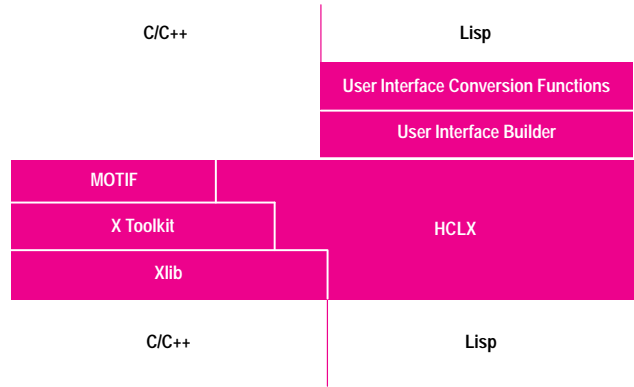 C/C++
Lisp
User Interface Conversion Functions
User Interface Builder
MOTIF
X Toolkit
HCLX
Xlib
C/C++
Lisp